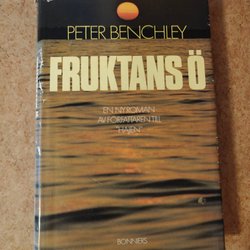 PETER BENCHLEY
FRUKTANS Ö
EN NY ROMAN
AV FÖRFATTAREN TILL
"HAJEN"
BONNIERS